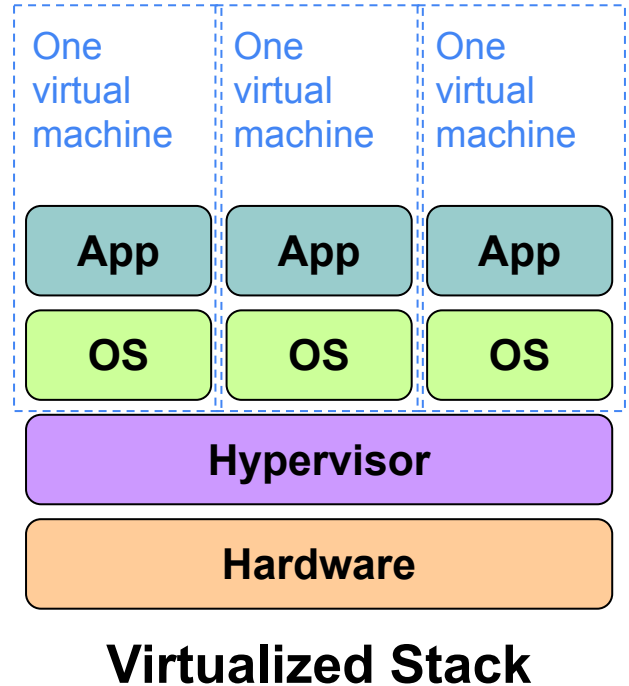 One
virtual
machine
One
virtual
machine
One
virtual
machine
App
App
App
OS
OS
OS
Hypervisor
Hardware
Virtualized Stack